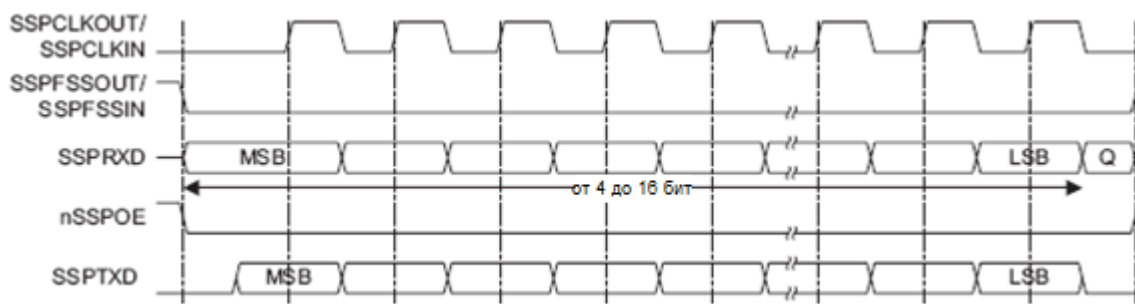 SSPCLKOUT/
SSPCLKIN
SSPFSSOUT/
SSPFSSIN
SSPRXD MSB LSB Q
от 4 до 16 бит
nSSPOE
SSPTXD MSB LSB